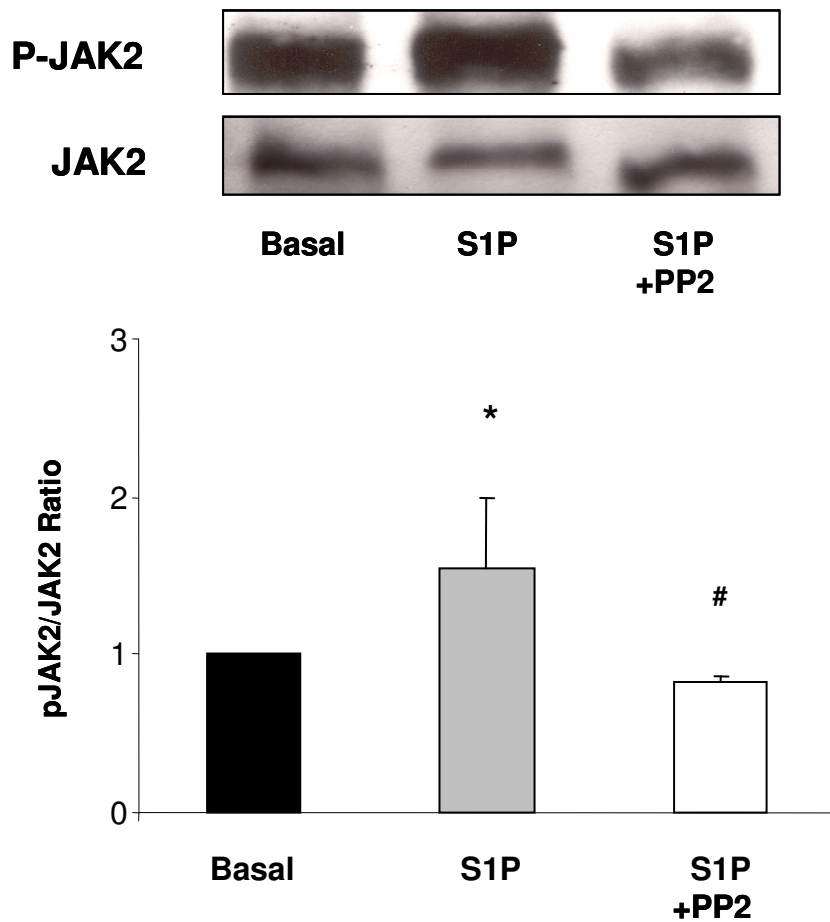 P-JAK2
JAK2
Basal S1P S1P
+PP2
3
*
2
#
1
0
pJAK2/JAK2 Ratio
Basal S1P S1P
+PP2